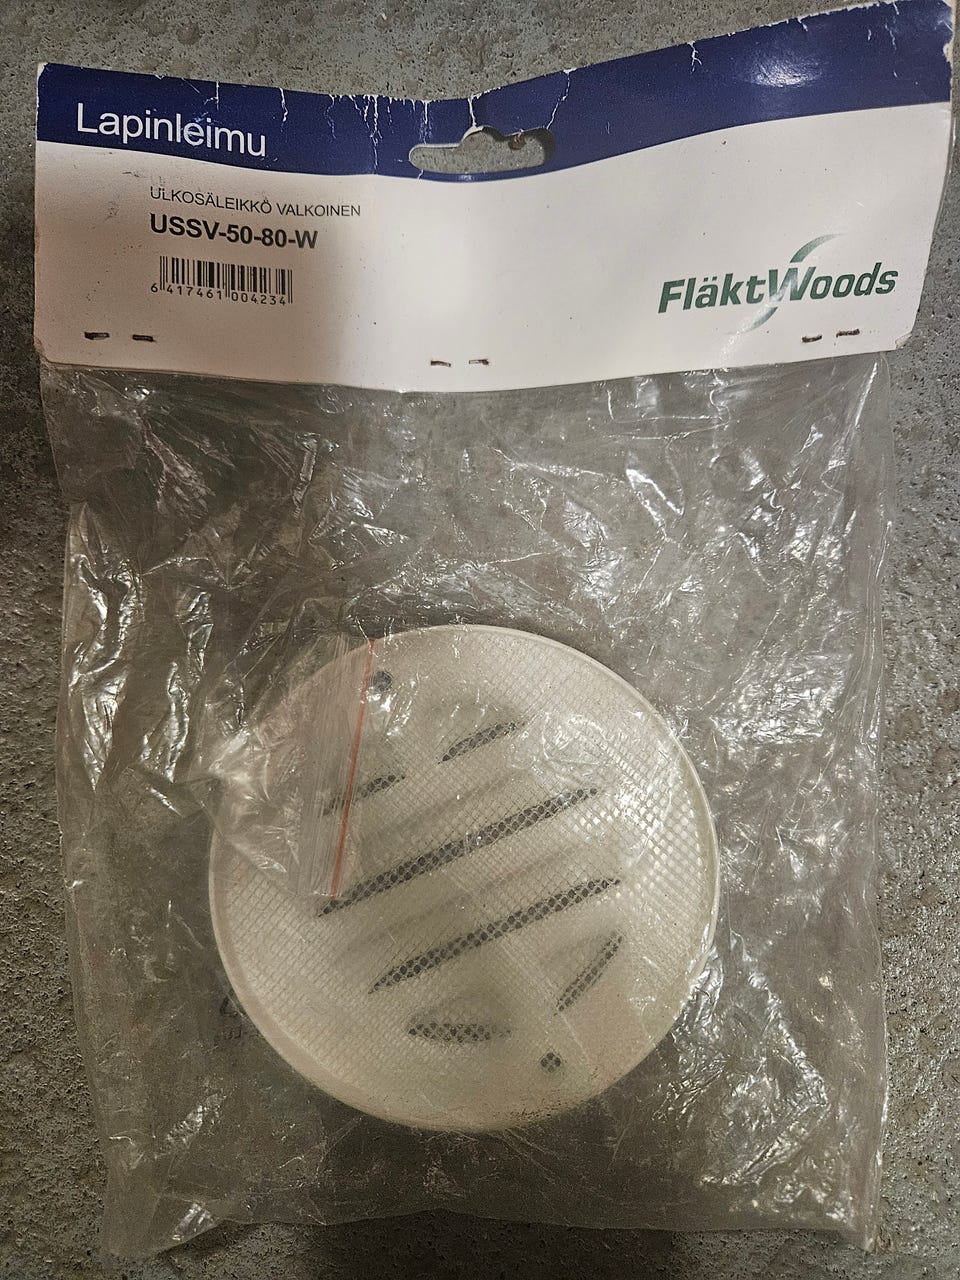 Lapinleimu
ULKOSÄLEIKKÖ VALKOINEN
USSV-50-80-W
6 417461 004234
FläktWoods